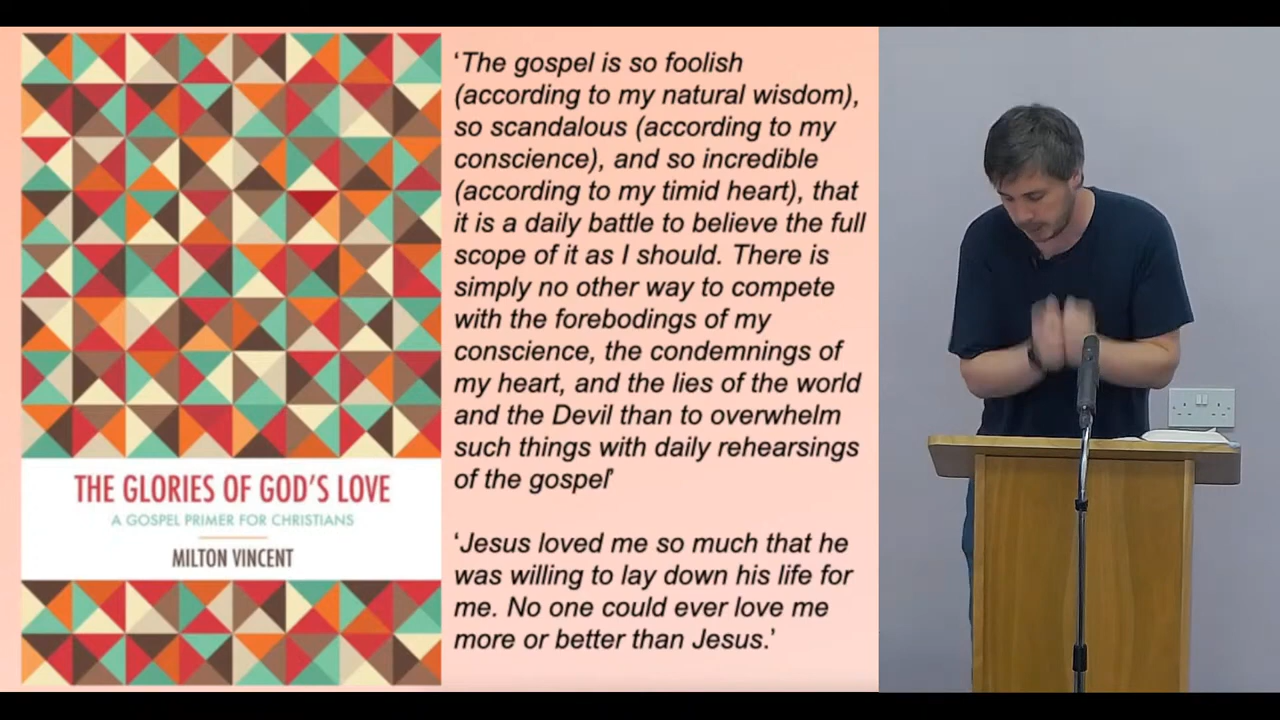 THE GLORIES OF GOD'S LOVE
A GOSPEL PRIMER FOR CHRISTIANS
MILTON VINCENT
‘The gospel is so foolish
(according to my natural wisdom),
so scandalous (according to my
conscience), and so incredible
(according to my timid heart), that
it is a daily battle to believe the full
scope of it as I should. There is
simply no other way to compete
with the forebodings of my
conscience, the condemnings of
my heart, and the lies of the world
and the Devil than to overwhelm
such things with daily rehearsings
of the gospel’
‘Jesus loved me so much that he
was willing to lay down his life for
me. No one could ever love me
more or better than Jesus.’